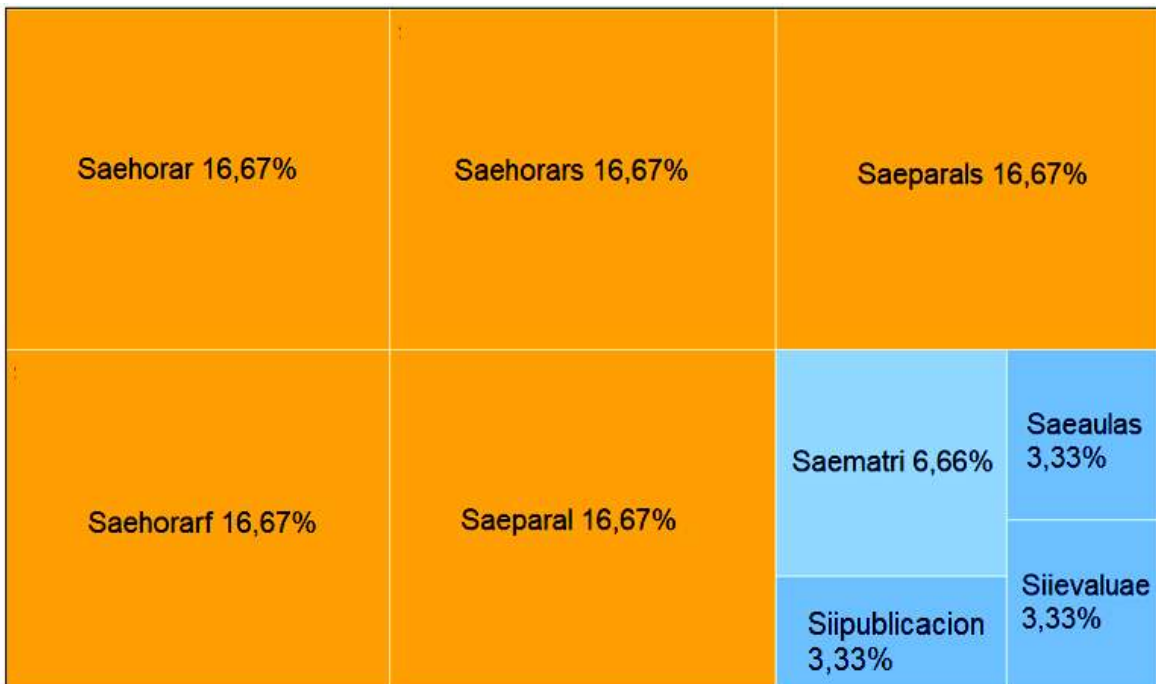 Saehorar 16,67%
Saehorars 16,67%
Saeparals 16,67%
Saehorarf 16,67%
Saeparal 16,67%
Saematri 6,66%
Saeaulas
3,33%
Siipublicacion
3,33%
Siievaluae
3,33%